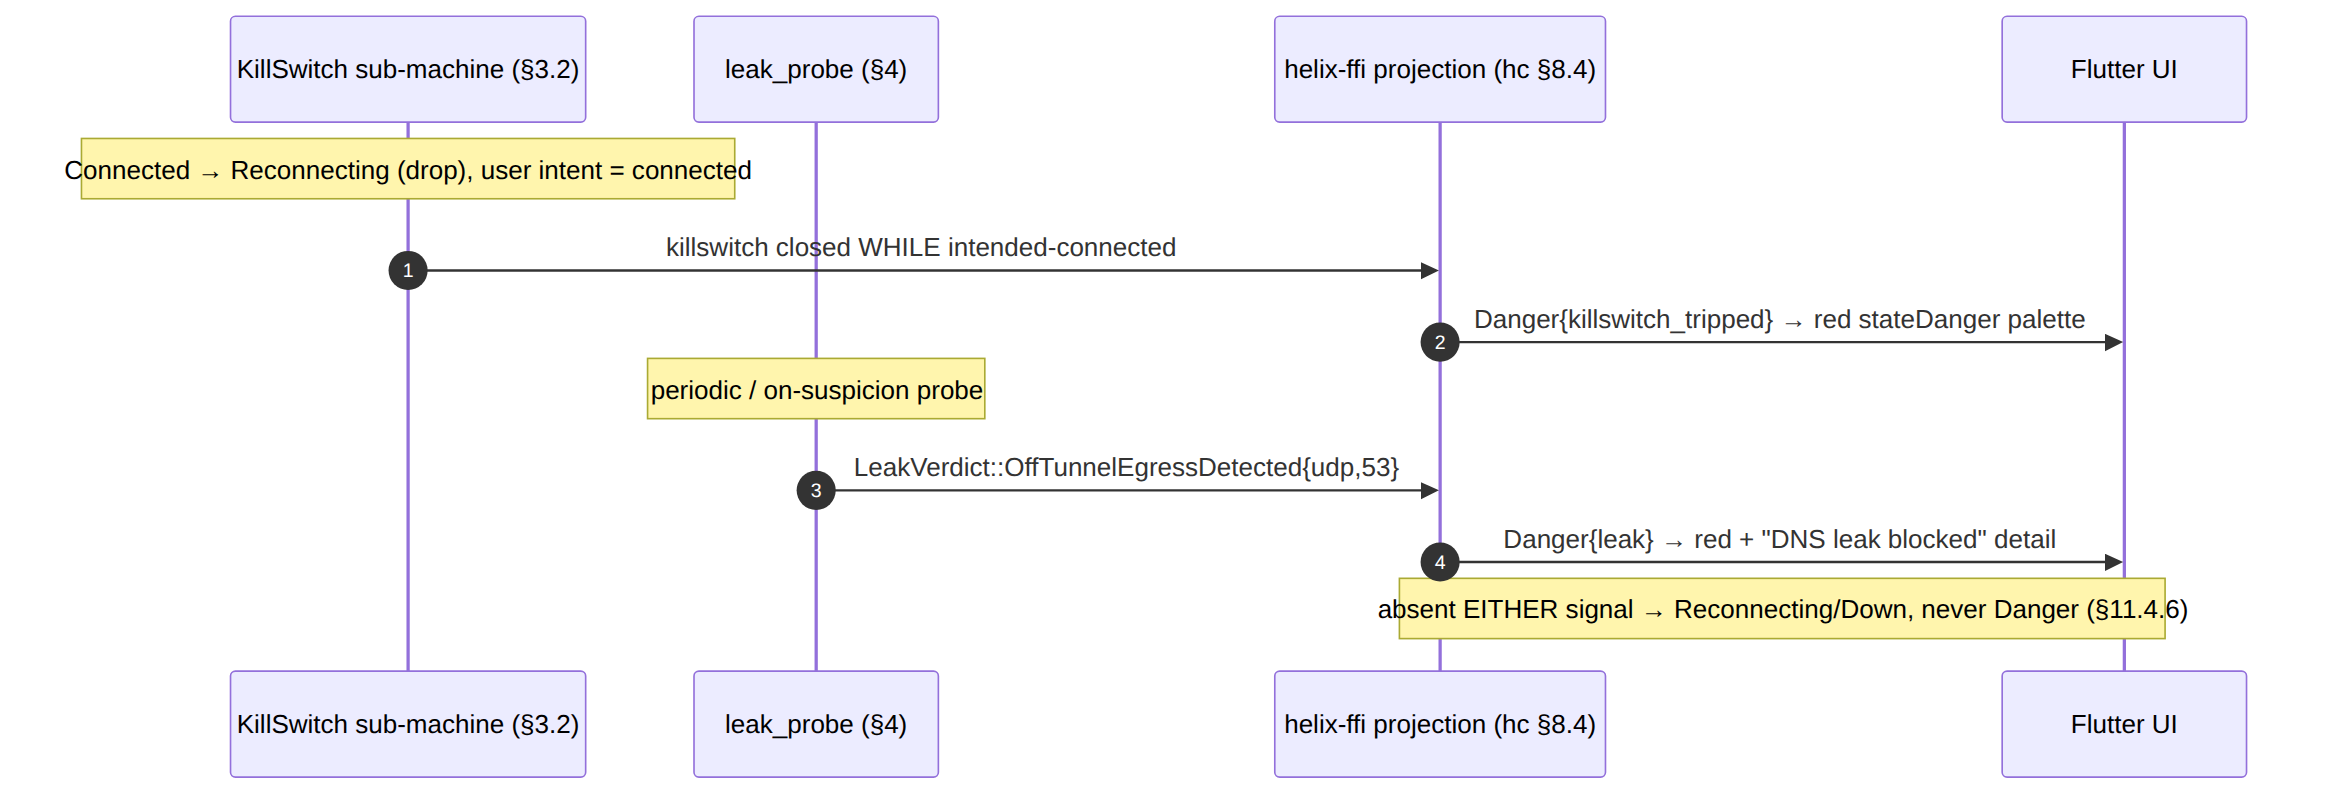 KillSwitch sub-machine (§3.2)
leak_probe (§4)
helix-ffi projection (hc §8.4)
Flutter UI
Connected → Reconnecting (drop), user intent = connected
killswitch closed WHILE intended-connected
1
Danger{killswitch_tripped} → red stateDanger palette
2
periodic / on-suspicion probe
LeakVerdict::OffTunnelEgressDetected{udp,53}
3
Danger{leak} → red + "DNS leak blocked" detail
4
absent EITHER signal → Reconnecting/Down, never Danger (§11.4.6)
KillSwitch sub-machine (§3.2)
leak_probe (§4)
helix-ffi projection (hc §8.4)
Flutter UI